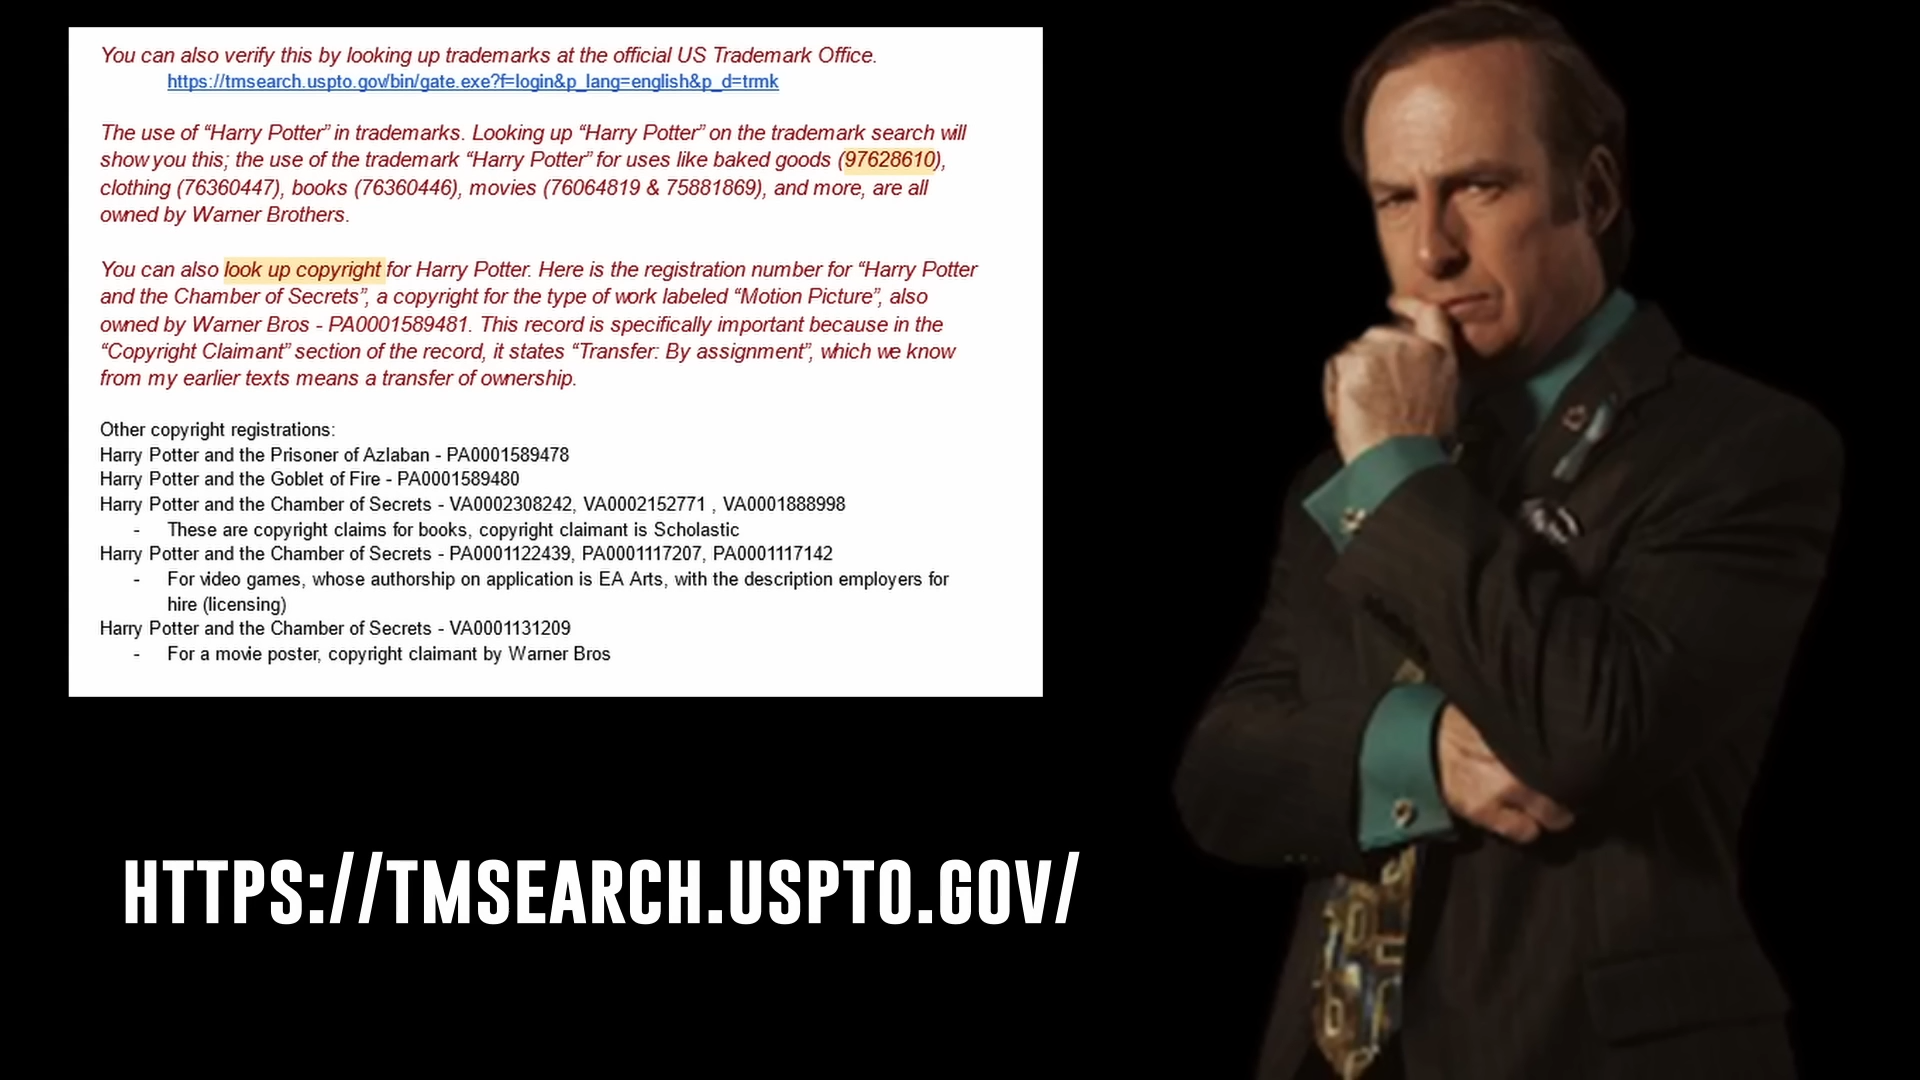 You can also verify this by looking up trademarks at the official US Trademark Office.
https://tmsearch.uspto.gov/bin/gate.exe?f=login&p_lang=english&p_d=trmk
The use of “Harry Potter” in trademarks. Looking up “Harry Potter” on the trademark search will
show you this; the use of the trademark “Harry Potter” for uses like baked goods (97628610),
clothing (76360447), books (76360446), movies (76064819 & 75881869), and more, are all
owned by Warner Brothers.
You can also look up copyright for Harry Potter. Here is the registration number for “Harry Potter
and the Chamber of Secrets”, a copyright for the type of work labeled “Motion Picture”, also
owned by Warner Bros - PA0001589481. This record is specifically important because in the
“Copyright Claimant” section of the record, it states “Transfer: By assignment”, which we know
from my earlier texts means a transfer of ownership.
Other copyright registrations:
Harry Potter and the Prisoner of Azlaban - PA0001589478
Harry Potter and the Goblet of Fire - PA0001589480
Harry Potter and the Chamber of Secrets - VA0002308242, VA0002152771 , VA0001888998
- These are copyright claims for books, copyright claimant is Scholastic
Harry Potter and the Chamber of Secrets - PA0001122439, PA0001117207, PA0001117142
- For video games, whose authorship on application is EA Arts, with the description employers for
hire (licensing)
Harry Potter and the Chamber of Secrets - VA0001131209
- For a movie poster, copyright claimant by Warner Bros
HTTPS://TMSEARCH.USPTO.GOV/